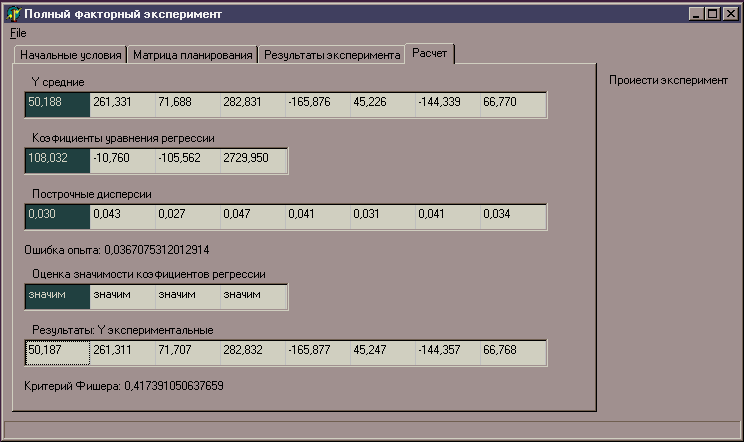 Полный факторный эксперимент
File
Начальные условия Матрица планирования Результаты эксперимента Расчет
Y средние
Проиести эксперимент
50,188 261,331 71,688 282,831 -165,876 45,226 -144,339 66,770
Коэфициенты уравнения регрессии
108,032 -10,760 -105,562 2729,950
Построчные дисперсии
0,030 0,043 0,027 0,047 0,041 0,031 0,041 0,034
Ошибка опыта: 0,0367075312012914
Оценка значимости коэфициентов регрессии
значим значим значим значим
Результаты: Y экспериментальные
50,187 261,311 71,707 282,832 -165,877 45,247 -144,357 66,768
Критерий Фишера: 0,417391050637659